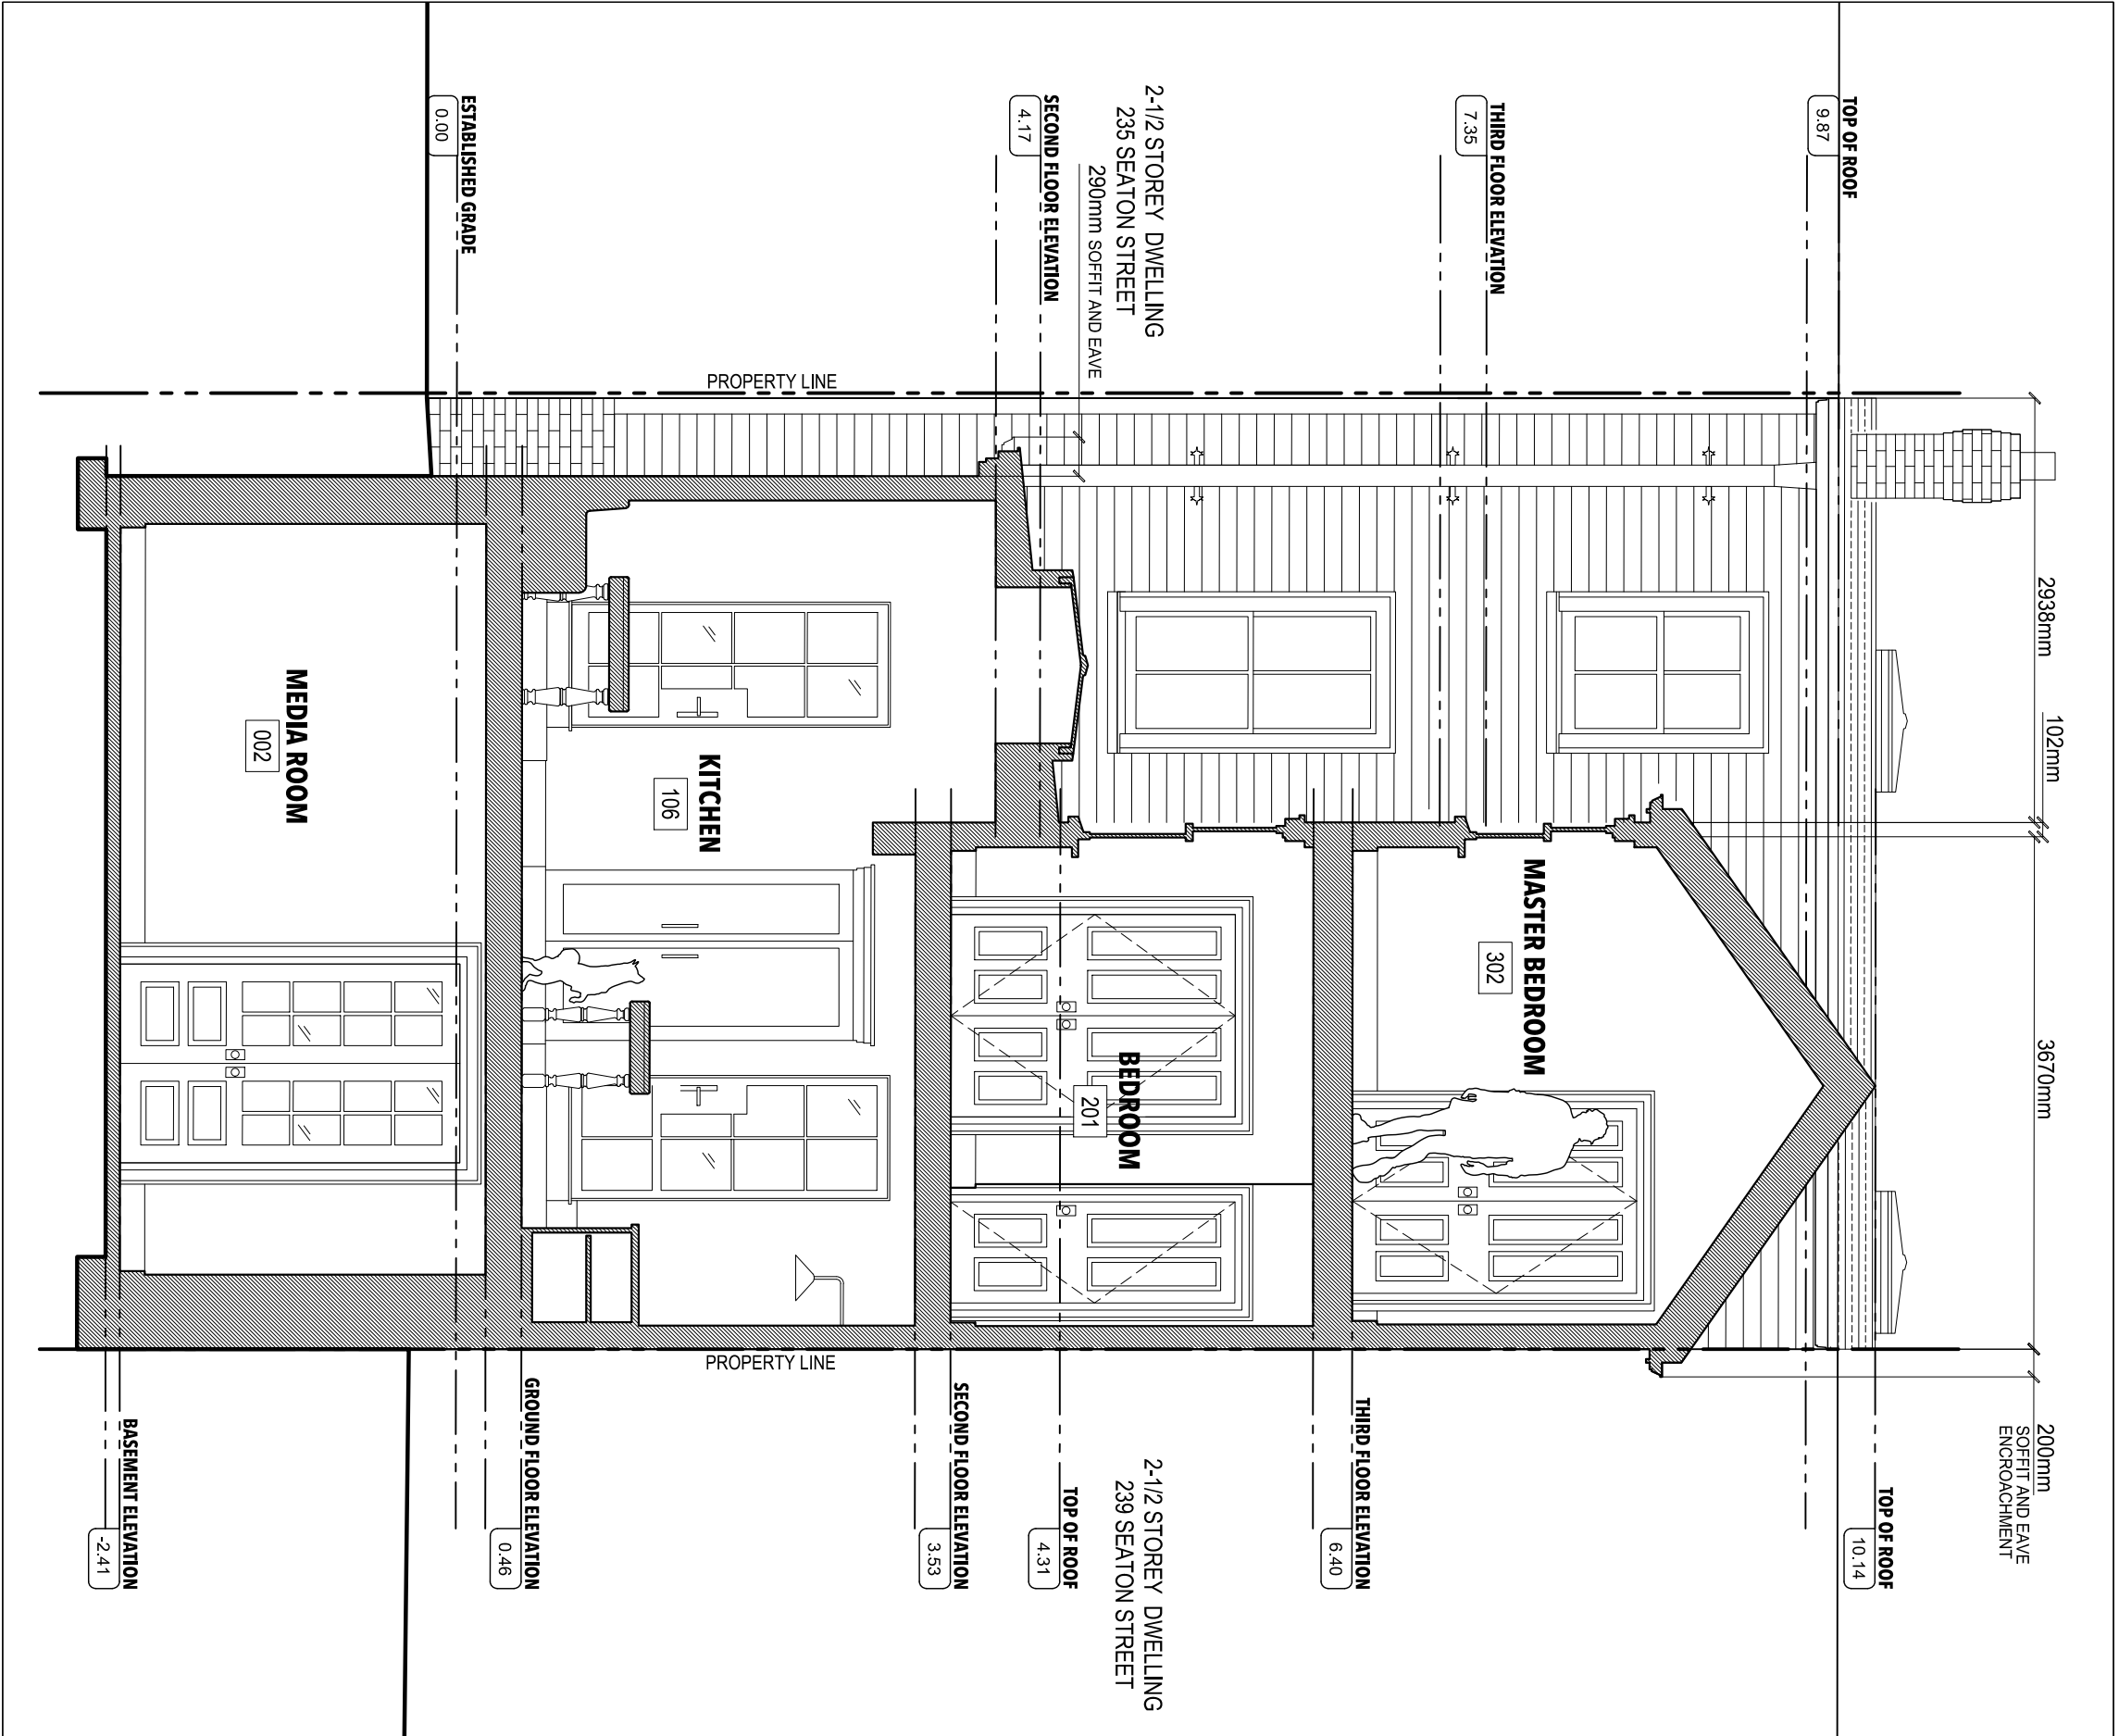 TOP OF ROOF
9.87
THIRD FLOOR ELEVATION
7.35
2-1/2 STOREY DWELLING
235 SEATON STREET
290mm SOFFIT AND EAVE
SECOND FLOOR ELEVATION
4.17
ESTABLISHED GRADE
0.00
PROPERTY LINE
2938mm
102mm
3670mm
200mm
SOFFIT AND EAVE
ENCROACHMENT
MASTER BEDROOM
302
BEDROOM
201
KITCHEN
106
MEDIA ROOM
002
PROPERTY LINE
TOP OF ROOF
10.14
THIRD FLOOR ELEVATION
6.40
2-1/2 STOREY DWELLING
239 SEATON STREET
TOP OF ROOF
4.31
SECOND FLOOR ELEVATION
3.53
GROUND FLOOR ELEVATION
0.46
BASEMENT ELEVATION
-2.41